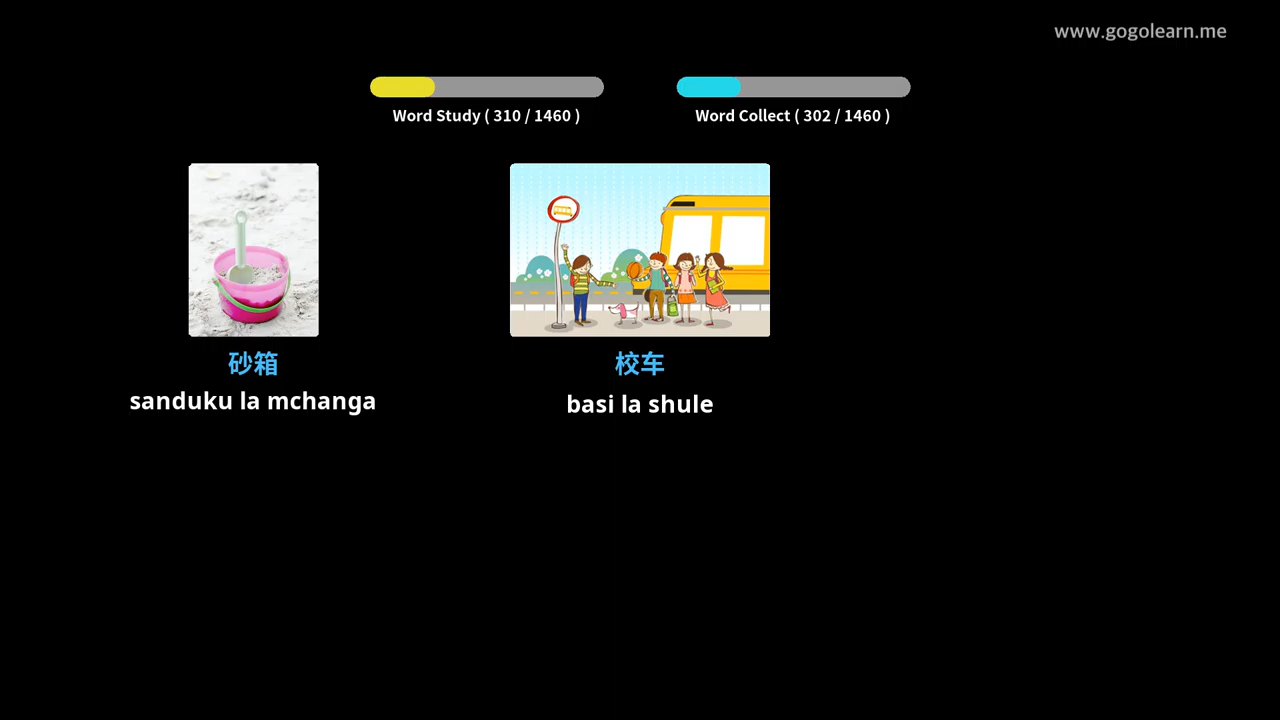 www.gogolearn.me
Word Study ( 310 / 1460 )
Word Collect ( 302 / 1460 )
砂箱
sanduku la mchanga
校车
basi la shule